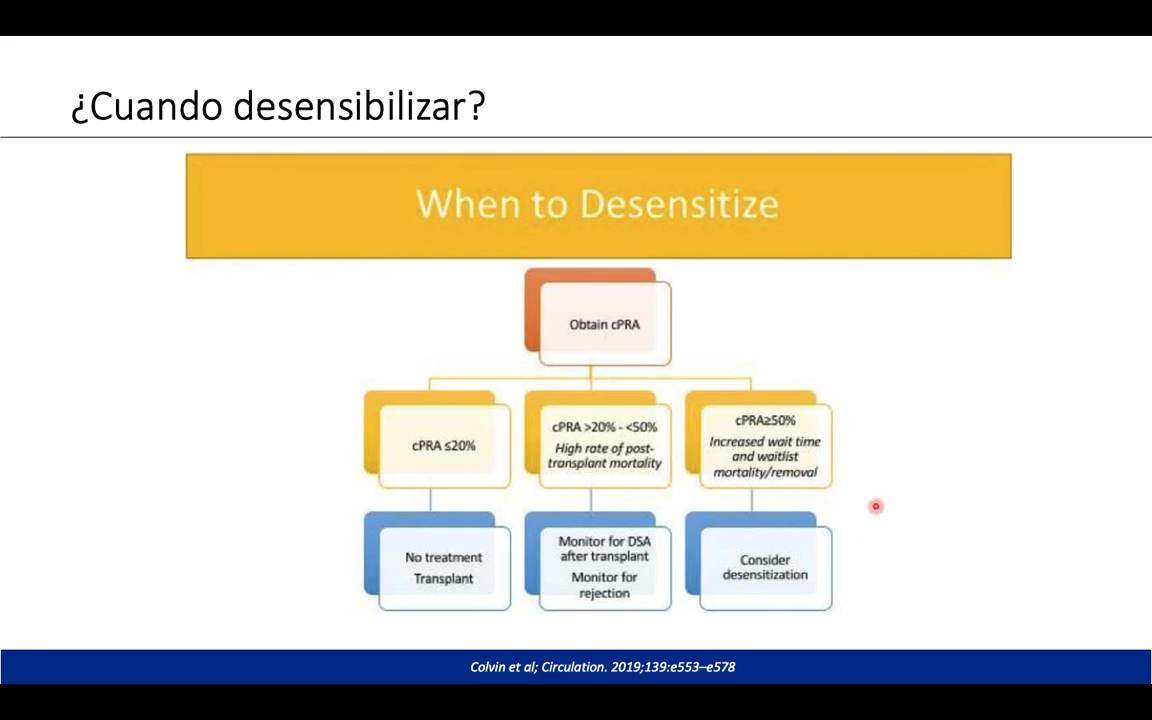 ¿Cuando desensibilizar?
When to Desensitize
Obtain cPRA
cPRA ≤20%
cPRA >20% - <50%
High rate of post-
transplant mortality
cPRA≥50%
Increased wait time
and waitlist
mortality/removal
No treatment
Transplant
Monitor for DSA
after transplant
Monitor for
rejection
Consider
desensitization
Colvin et al; Circulation. 2019;139:e553–e578